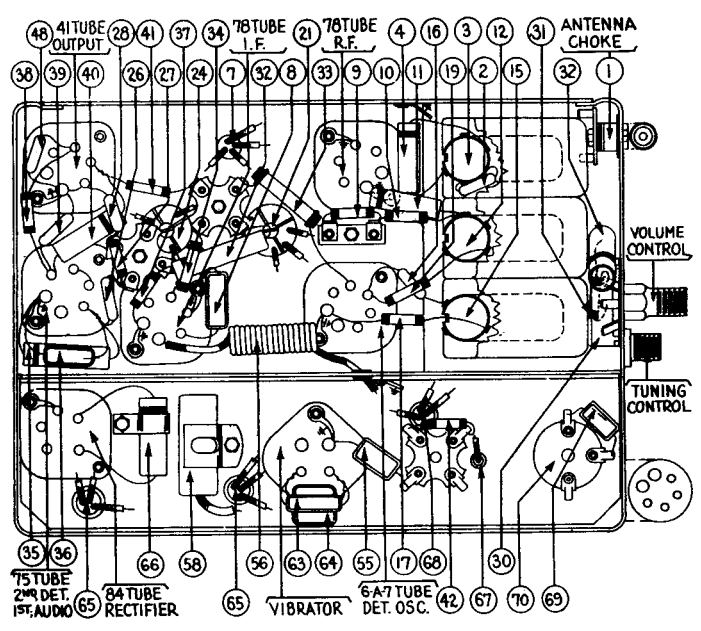 48 41 TUBE OUTPUT 28 41 37 34 78 TUBE I.F. 21 78 TUBE R.F. 4 16 3 12 31 ANTENNA CHOKE
38 39 40 26 27 24 7 32 8 33 9 10 11 19 2 15 32 1
VOLUME CONTROL
TUNING CONTROL
35 36 66 58 56 63 64 55 17 68 30
75 TUBE 2ND DET. 1ST. AUDIO 65 84 TUBE RECTIFIER 65 VIBRATOR 6-A-7 TUBE DET. OSC. 42 67 70 69